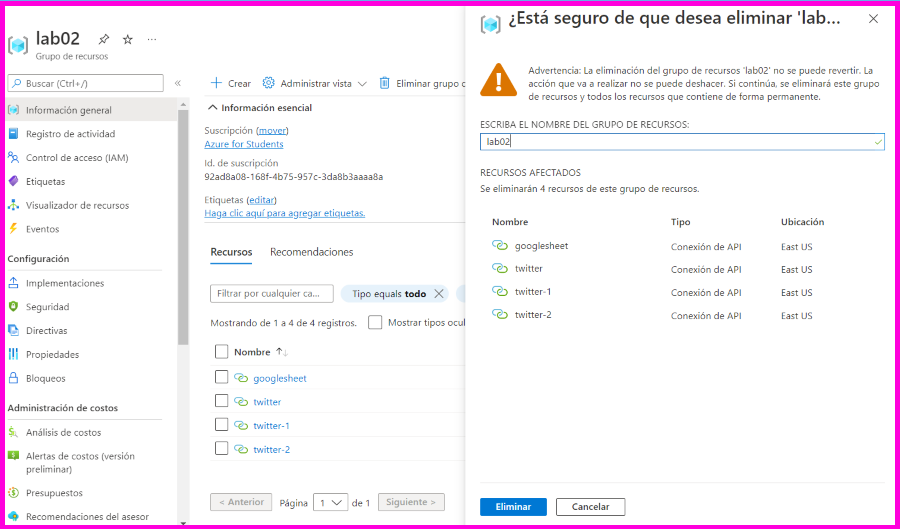 lab02
Grupo de recursos
Buscar (Ctrl+/)
Información general
Registro de actividad
Control de acceso (IAM)
Etiquetas
Visualizador de recursos
Eventos
Configuración
Implementaciones
Seguridad
Directivas
Propiedades
Bloqueos
Administración de costos
Análisis de costos
Alertas de costos (versión
preliminar)
Presupuestos
Recomendaciones del asesor
Crear
Administrar vista
Eliminar grupo
Información esencial
Suscripción (mover)
Azure for Students
Id. de suscripción
92ad8a08-168f-4b75-957c-3da8b3aaaa8a
Etiquetas (editar)
Haga clic aquí para agregar etiquetas.
Recursos Recomendaciones
Filtrar por cualquier ca...
Tipo equals todo
Mostrando de 1 a 4 de 4 registros.
Mostrar tipos ocul
Nombre
googlesheet
twitter
twitter-1
twitter-2
< Anterior Página 1 de 1 Siguiente >
¿Está seguro de que desea eliminar 'lab...
Advertencia: La eliminación del grupo de recursos 'lab02' no se puede revertir. La
acción que va a realizar no se puede deshacer. Si continúa, se eliminará este grupo
de recursos y todos los recursos que contiene de forma permanente.
ESCRIBA EL NOMBRE DEL GRUPO DE RECURSOS:
lab02
RECURSOS AFECTADOS
Se eliminarán 4 recursos de este grupo de recursos.
Nombre Tipo Ubicación
googlesheet Conexión de API East US
twitter Conexión de API East US
twitter-1 Conexión de API East US
twitter-2 Conexión de API East US
Eliminar Cancelar